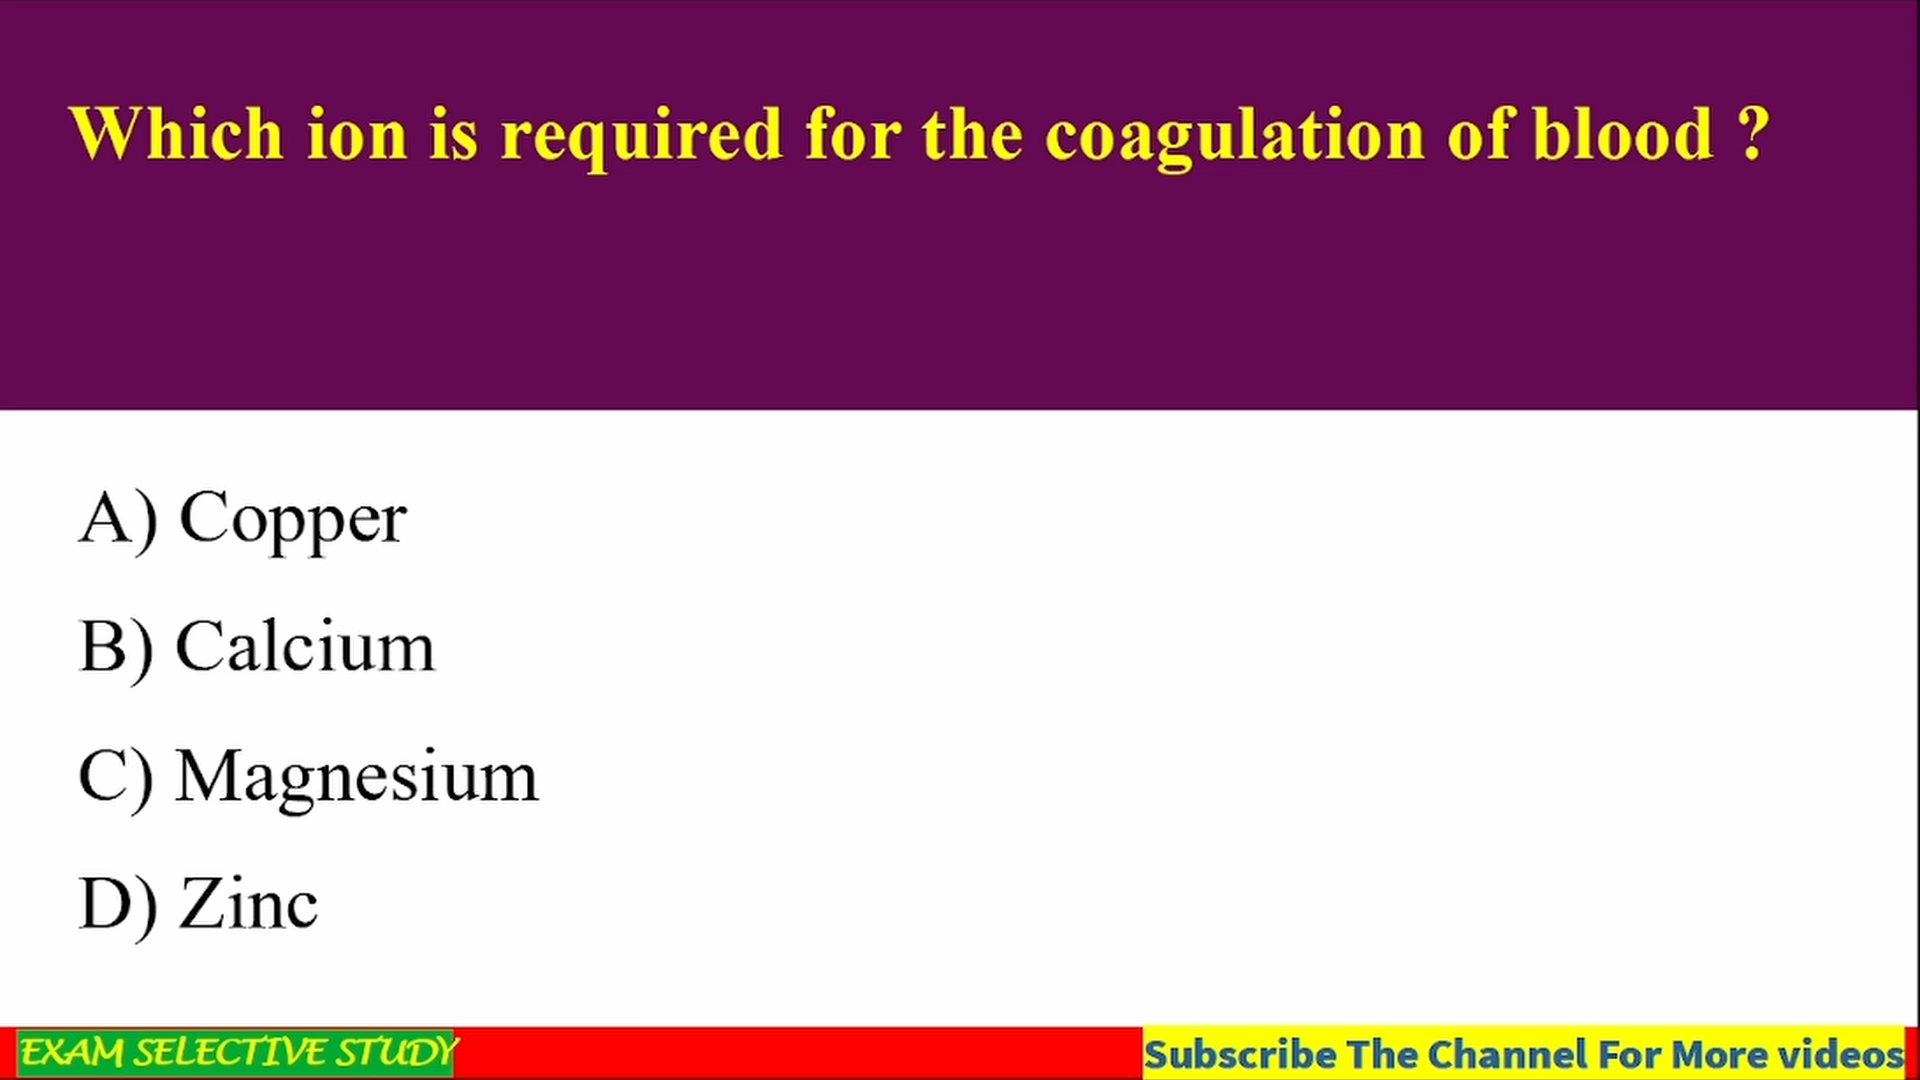 Which ion is required for the coagulation of blood ?
A) Copper
B) Calcium
C) Magnesium
D) Zinc
EXAM SELECTIVE STUDY
Subscribe The Channel For More videos